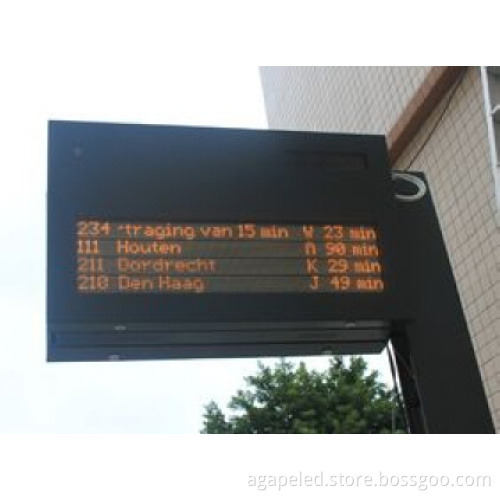 234 'traging van 15 min W 23 min
111 Houten N 90 min
211 Dordrecht K 29 min
210 Den Haag J 49 min
agapeled.store.bossgoo.com